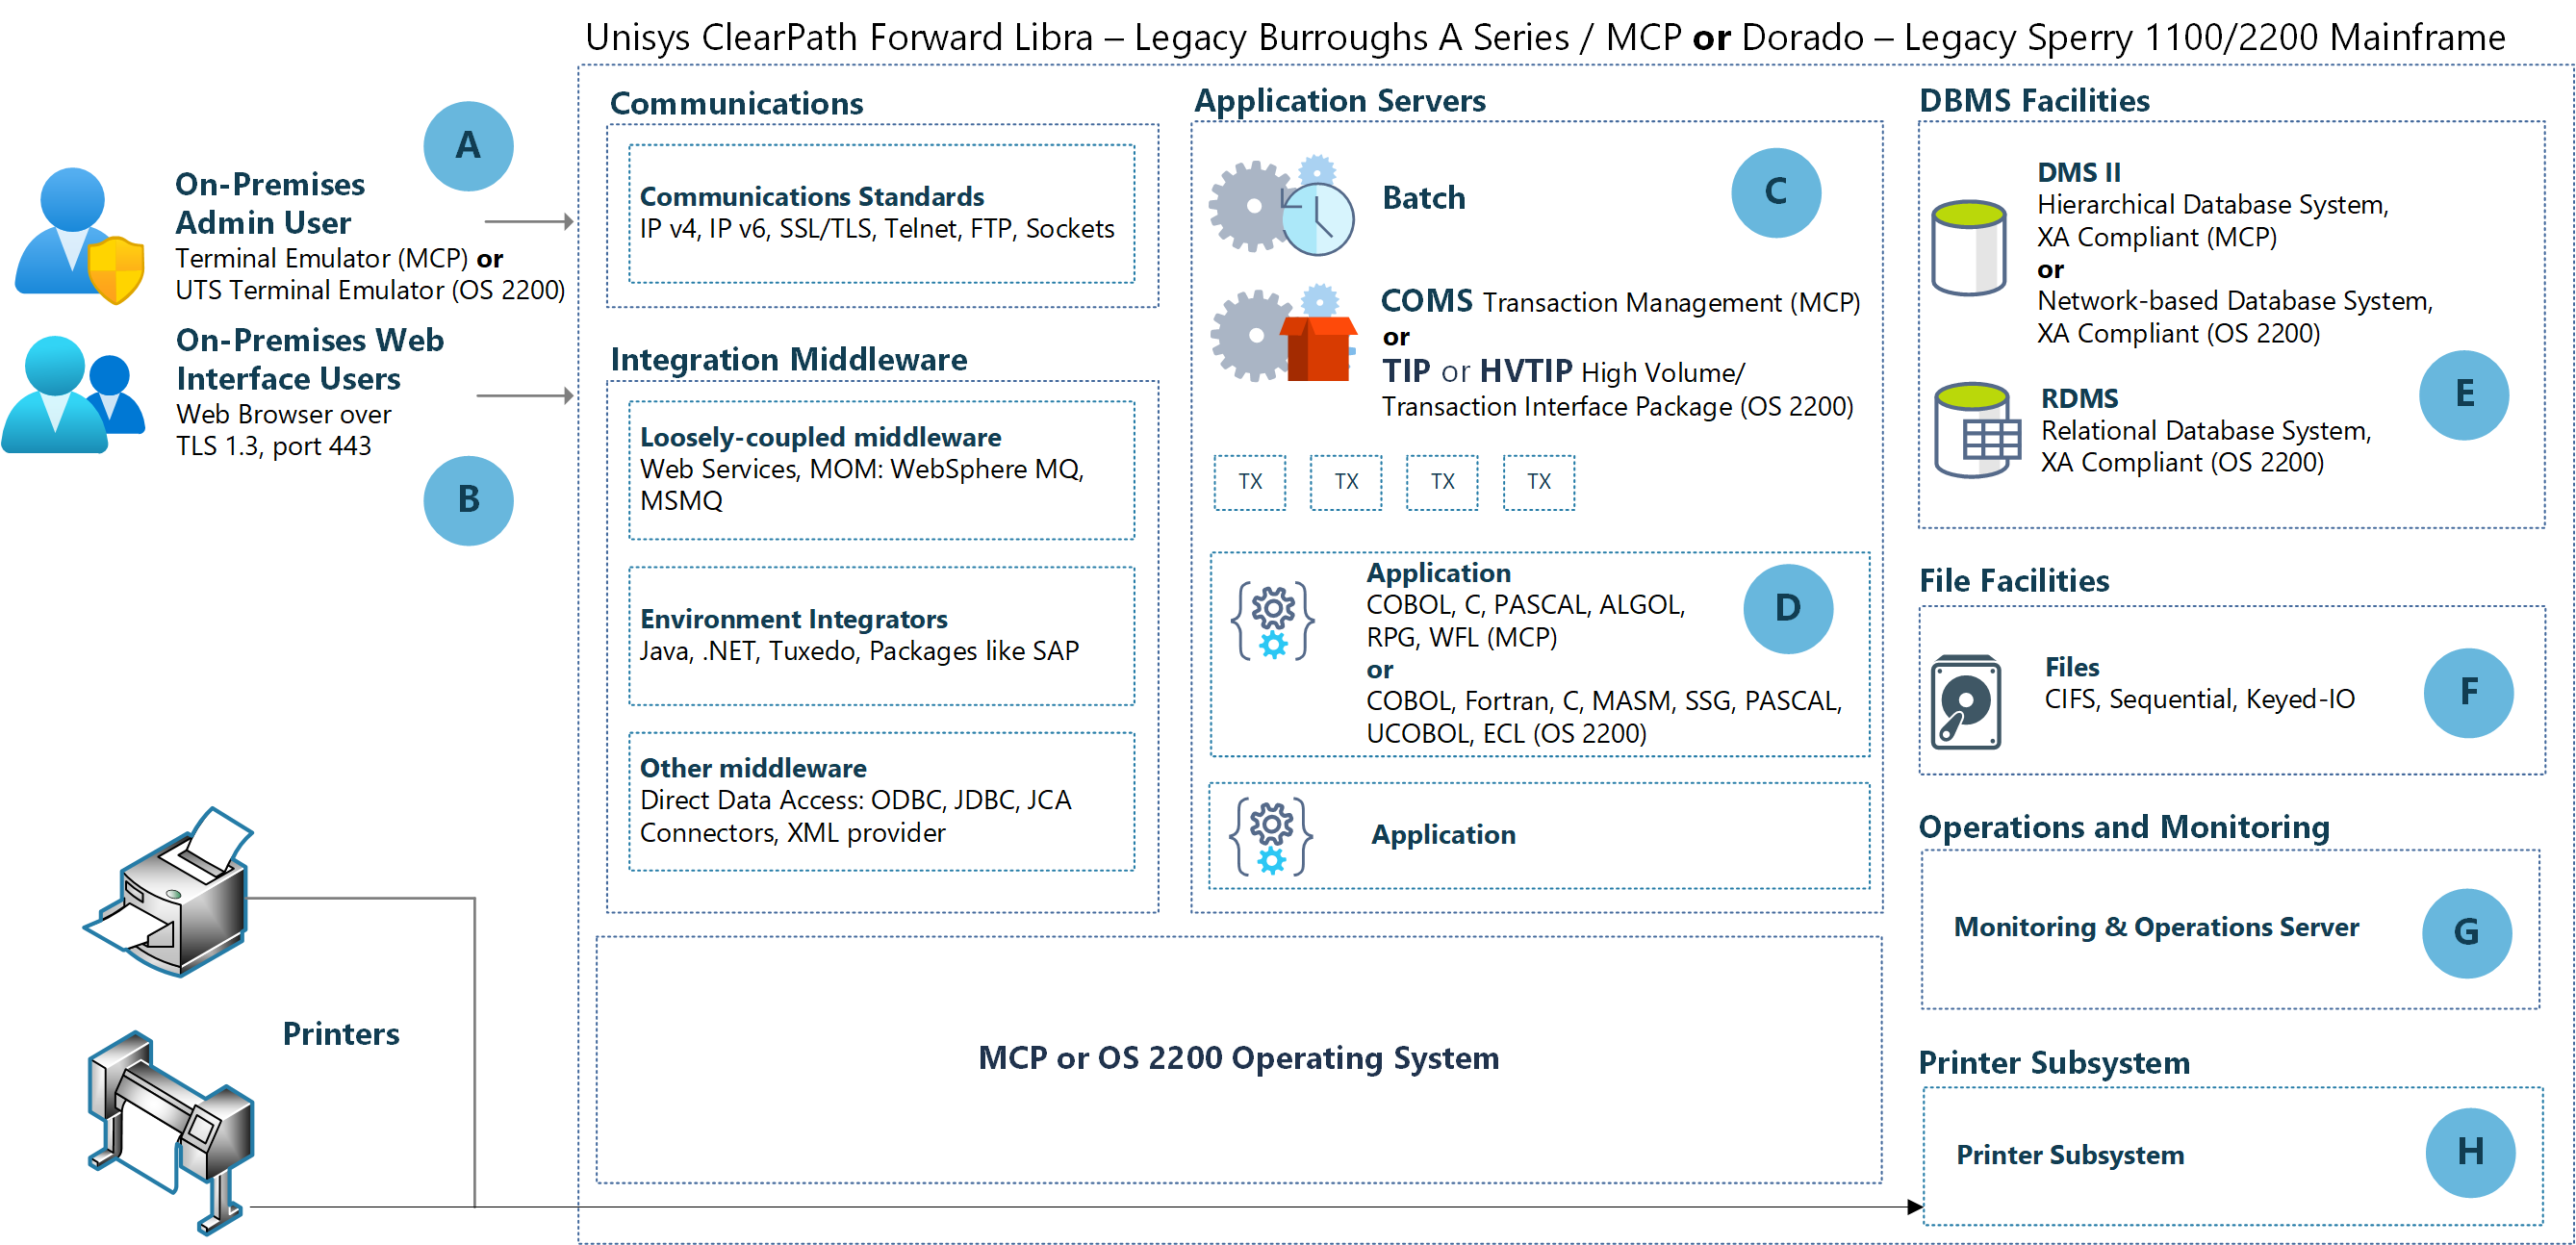 Unisys ClearPath Forward Libra – Legacy Burroughs A Series / MCP or Dorado – Legacy Sperry 1100/2200 Mainframe
A
On-Premises
Admin User
Terminal Emulator (MCP) or
UTS Terminal Emulator (OS 2200)
On-Premises Web
Interface Users
Web Browser over
TLS 1.3, port 443
B
Printers
Communications
Communications Standards
IP v4, IP v6, SSL/TLS, Telnet, FTP, Sockets
Integration Middleware
Loosely-coupled middleware
Web Services, MOM: WebSphere MQ,
MSMQ
Environment Integrators
Java, .NET, Tuxedo, Packages like SAP
Other middleware
Direct Data Access: ODBC, JDBC, JCA
Connectors, XML provider
Application Servers
Batch
C
COMS Transaction Management (MCP)
or
TIP or HVTIP High Volume/
Transaction Interface Package (OS 2200)
TX TX TX TX
Application
COBOL, C, PASCAL, ALGOL,
RPG, WFL (MCP)
or
COBOL, Fortran, C, MASM, SSG, PASCAL,
UCOBOL, ECL (OS 2200)
D
Application
MCP or OS 2200 Operating System
DBMS Facilities
DMS II
Hierarchical Database System,
XA Compliant (MCP)
or
Network-based Database System,
XA Compliant (OS 2200)
E
RDMS
Relational Database System,
XA Compliant (OS 2200)
File Facilities
Files
CIFS, Sequential, Keyed-IO
F
Operations and Monitoring
Monitoring & Operations Server
G
Printer Subsystem
Printer Subsystem
H